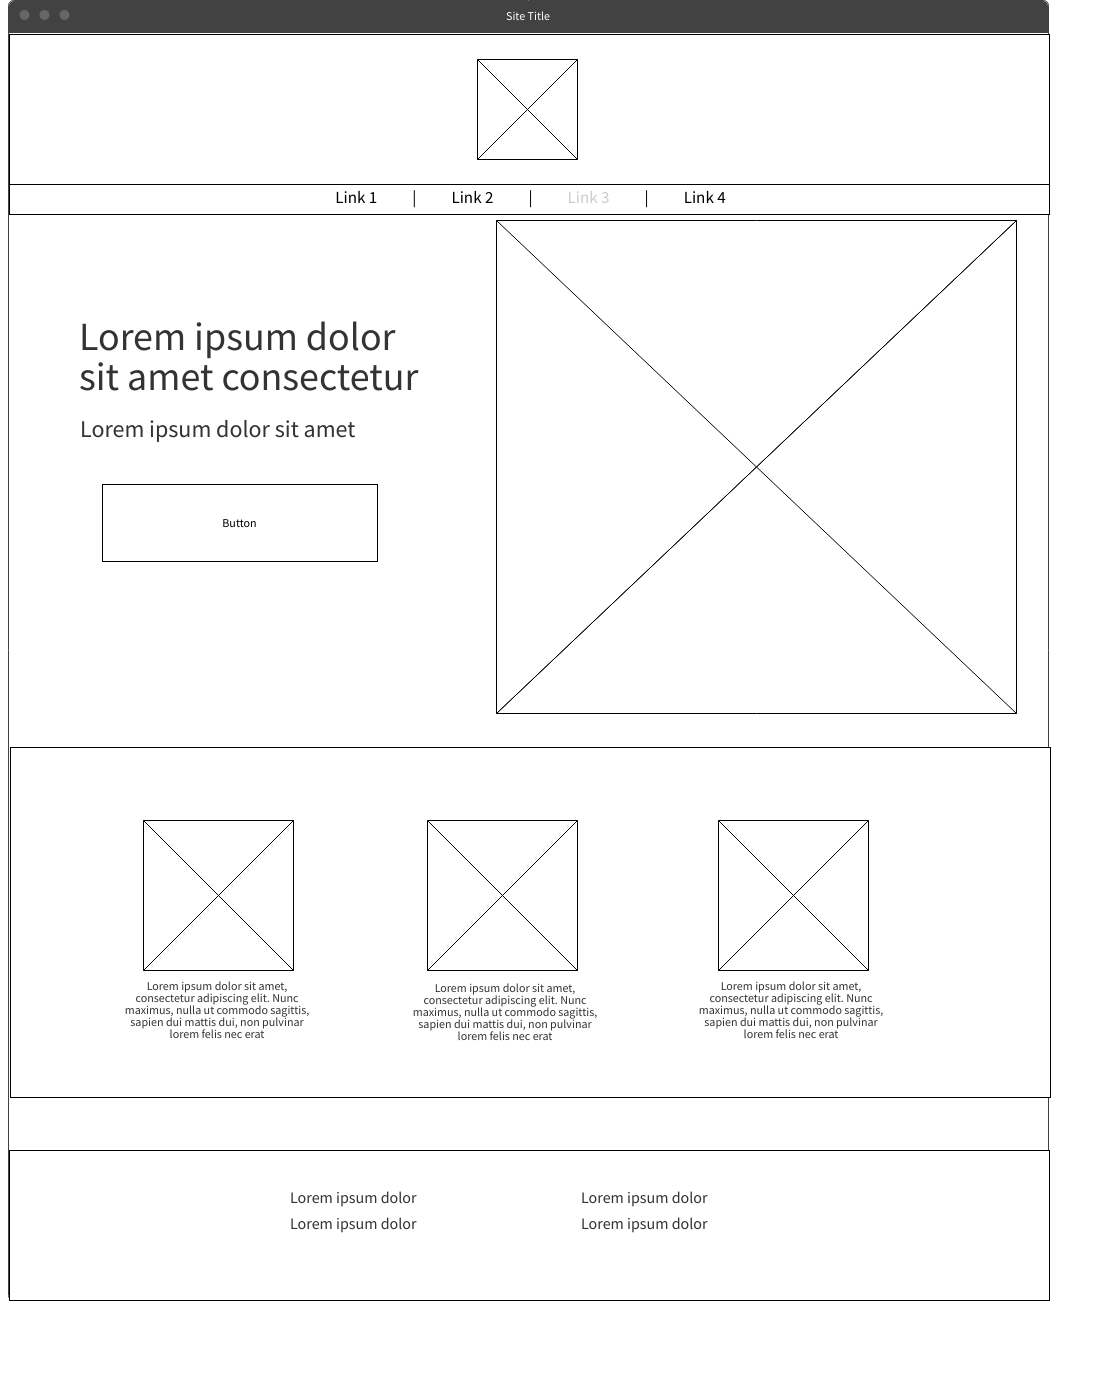 Site Title
Link 1 | Link 2 | Link 3 | Link 4
Lorem ipsum dolor
sit amet consectetur
Lorem ipsum dolor sit amet
Button
Lorem ipsum dolor sit amet,
consectetur adipiscing elit. Nunc
maximus, nulla ut commodo sagittis,
sapien dui mattis dui, non pulvinar
lorem felis nec erat
Lorem ipsum dolor sit amet,
consectetur adipiscing elit. Nunc
maximus, nulla ut commodo sagittis,
sapien dui mattis dui, non pulvinar
lorem felis nec erat
Lorem ipsum dolor sit amet,
consectetur adipiscing elit. Nunc
maximus, nulla ut commodo sagittis,
sapien dui mattis dui, non pulvinar
lorem felis nec erat
Lorem ipsum dolor
Lorem ipsum dolor
Lorem ipsum dolor
Lorem ipsum dolor